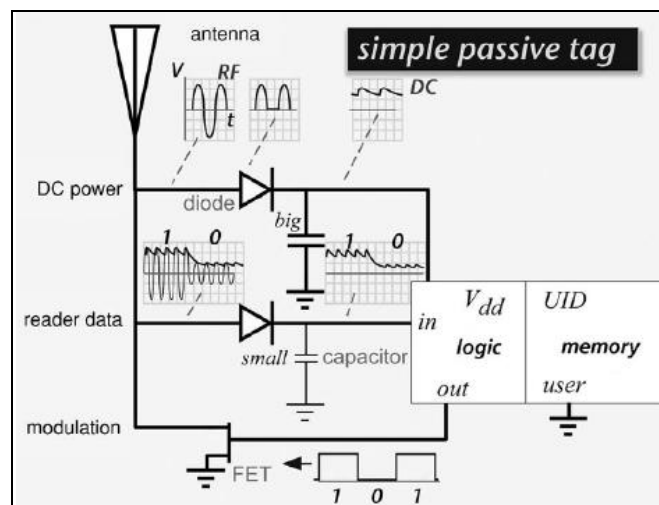 antenna
simple passive tag
V
RF
t
DC
DC power
diode
big
1 0
1 0
reader data
small
capacitor
in
V_dd
UID
logic
memory
out
user
modulation
FET
1 0 1